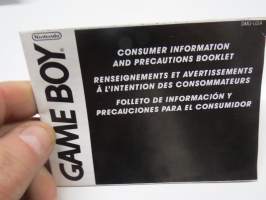 Nintendo
GAME BOY
CONSUMER INFORMATION
AND PRECAUTIONS BOOKLET
RENSEIGNEMENTS ET AVERTISSEMENTS
À L'INTENTION DES CONSOMMATEURS
FOLLETO DE INFORMACIÓN Y
PRECAUCIONES PARA EL CONSUMIDOR